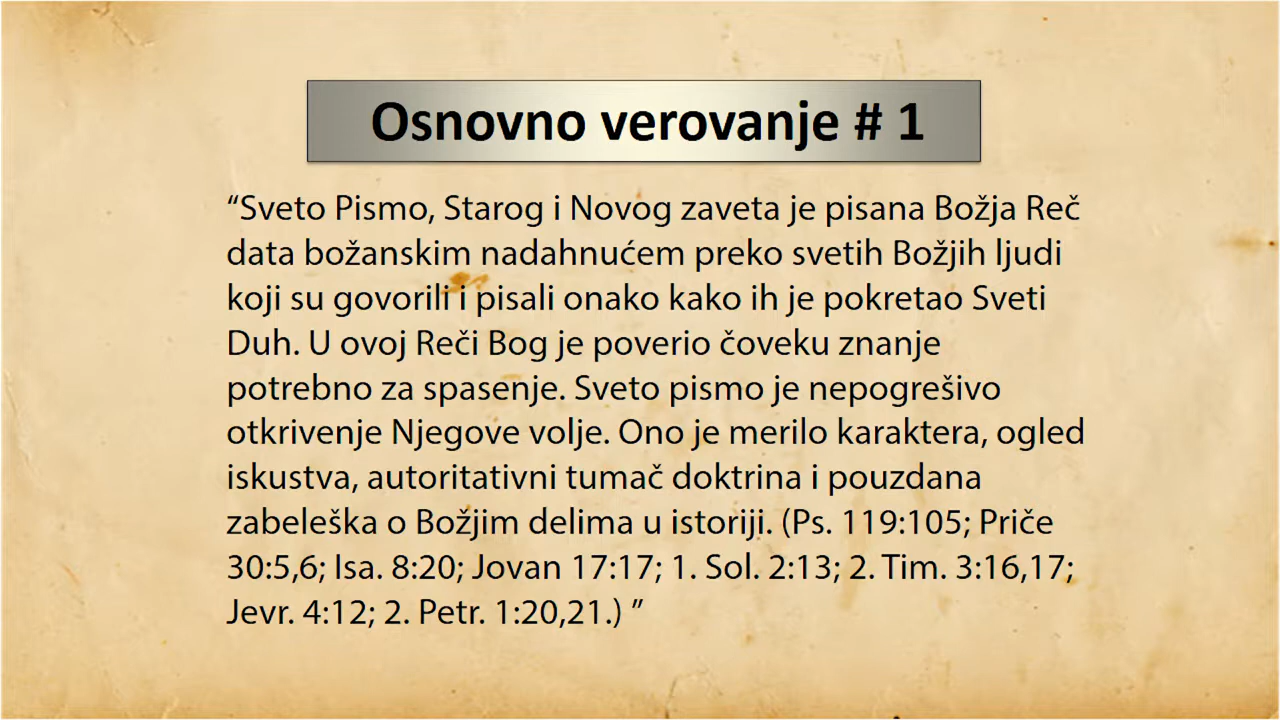 Osnovno verovanje # 1
“Sveto Pismo, Starog i Novog zaveta je pisana Božja Reč
data božanskim nadahnućem preko svetih Božjih ljudi
koji su govorili i pisali onako kako ih je pokretao Sveti
Duh. U ovoj Reči Bog je poverio čoveku znanje
potrebno za spasenje. Sveto pismo je nepogrešivo
otkrivenje Njegove volje. Ono je merilo karaktera, ogled
iskustva, autoritativni tumač doktrina i pouzdana
zabeleška o Božjim delima u istoriji. (Ps. 119:105; Priče
30:5,6; Isa. 8:20; Jovan 17:17; 1. Sol. 2:13; 2. Tim. 3:16,17;
Jevr. 4:12; 2. Petr. 1:20,21.) ”